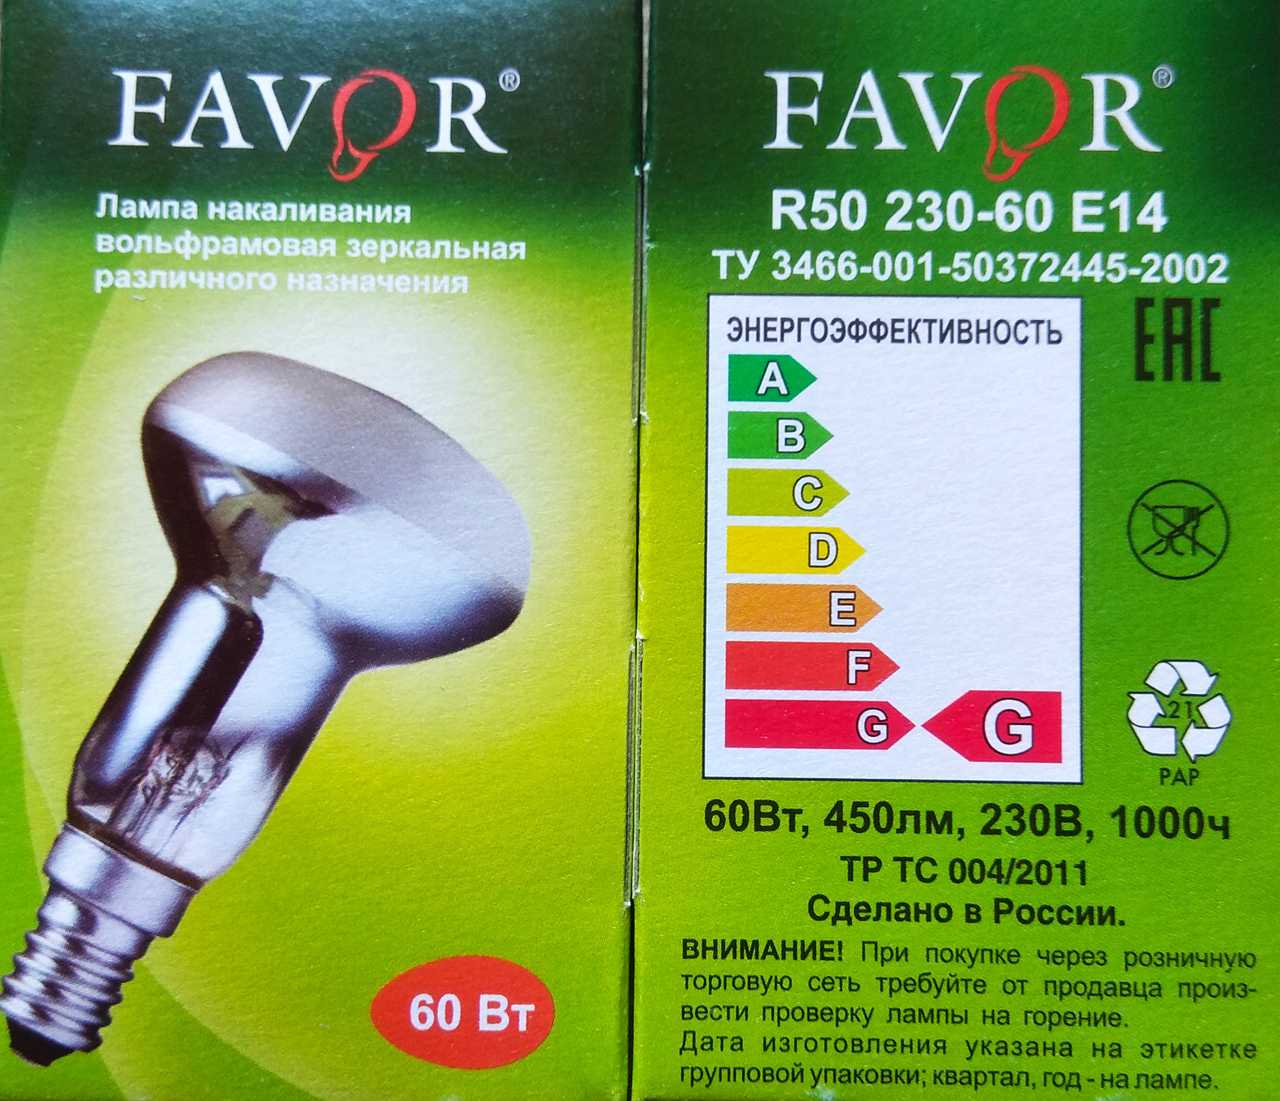 FAVOR®
Лампа накаливания
вольфрамовая зеркальная
различного назначения
60 Вт
FAVOR®
R50 230-60 E14
ТУ 3466-001-50372445-2002
ЭНЕРГОЭФФЕКТИВНОСТЬ
EAC
A
B
C
D
E
F
G
G
21
PAP
60Вт, 450лм, 230В, 1000ч
ТР ТС 004/2011
Сделано в России.
ВНИМАНИЕ! При покупке через розничную
торговую сеть требуйте от продавца произ-
вести проверку лампы на горение.
Дата изготовления указана на этикетке
групповой упаковки; квартал, год - на лампе.